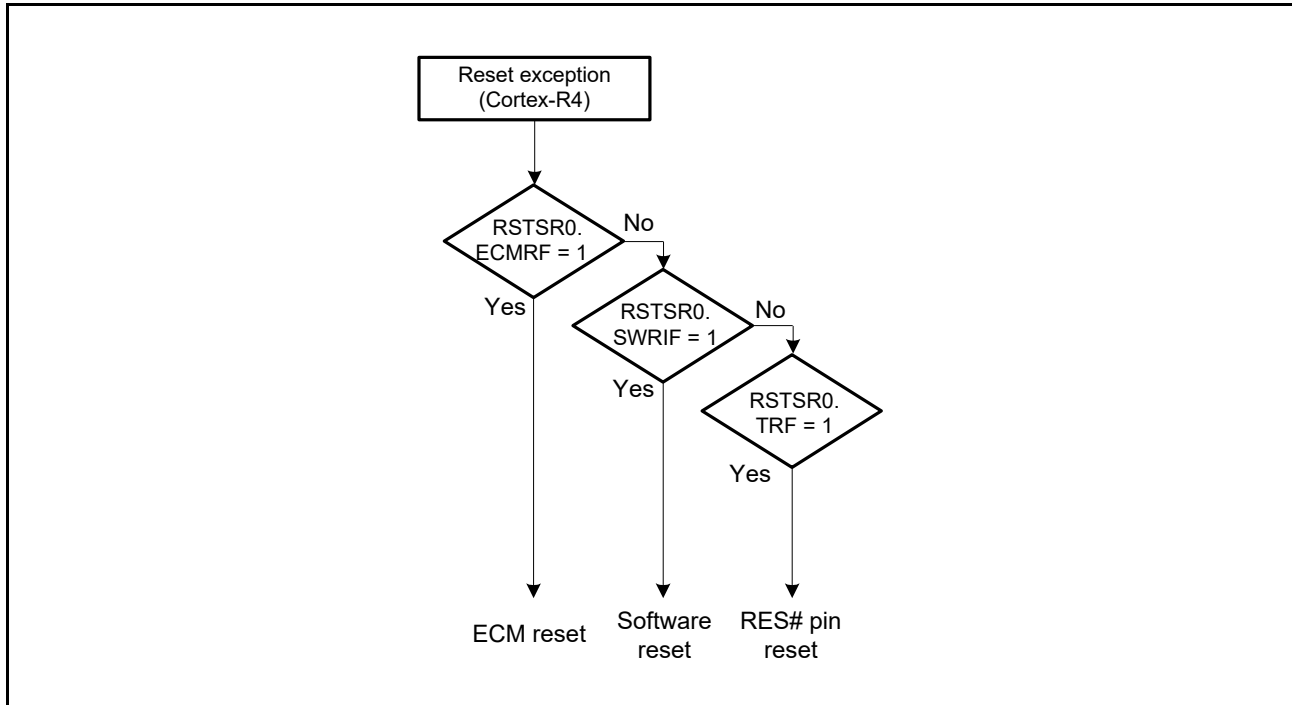 Reset exception
(Cortex-R4)
RSTSR0.
ECMRF = 1
No
Yes
RSTSR0.
SWRIF = 1
No
Yes
RSTSR0.
TRF = 1
Yes
ECM reset
Software
reset
RES# pin
reset